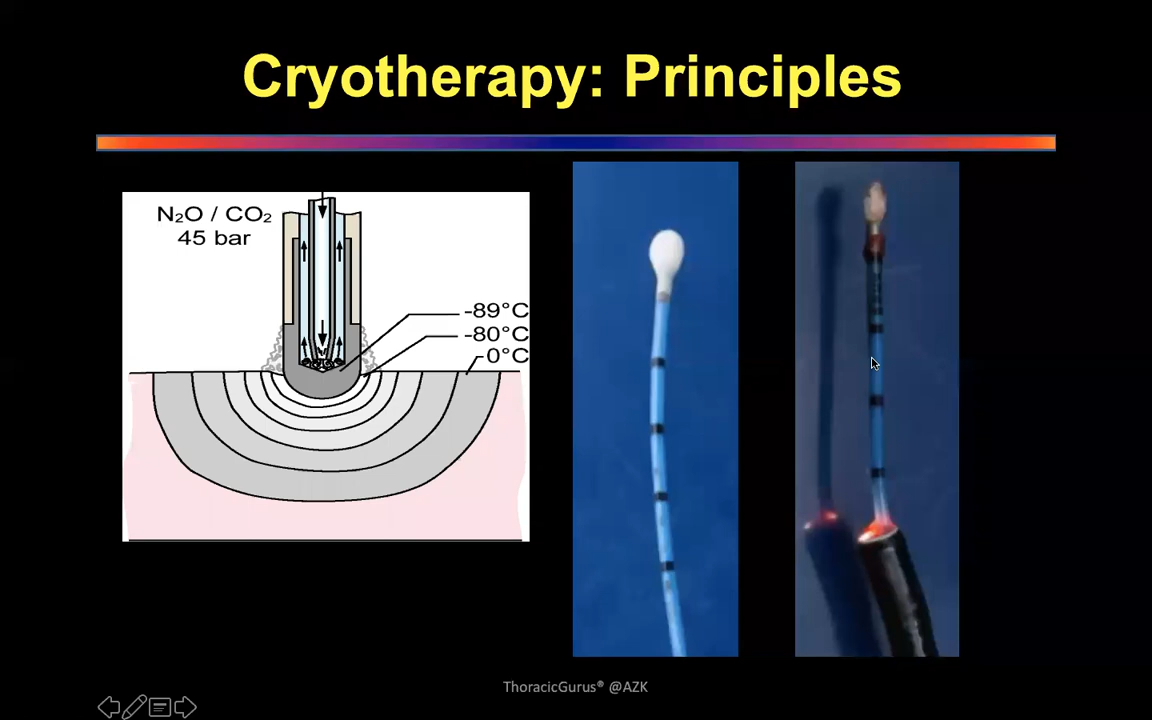 Cryotherapy: Principles
N₂O / CO₂
45 bar
-89°C
-80°C
0°C
ThoracicGurus® @AZK